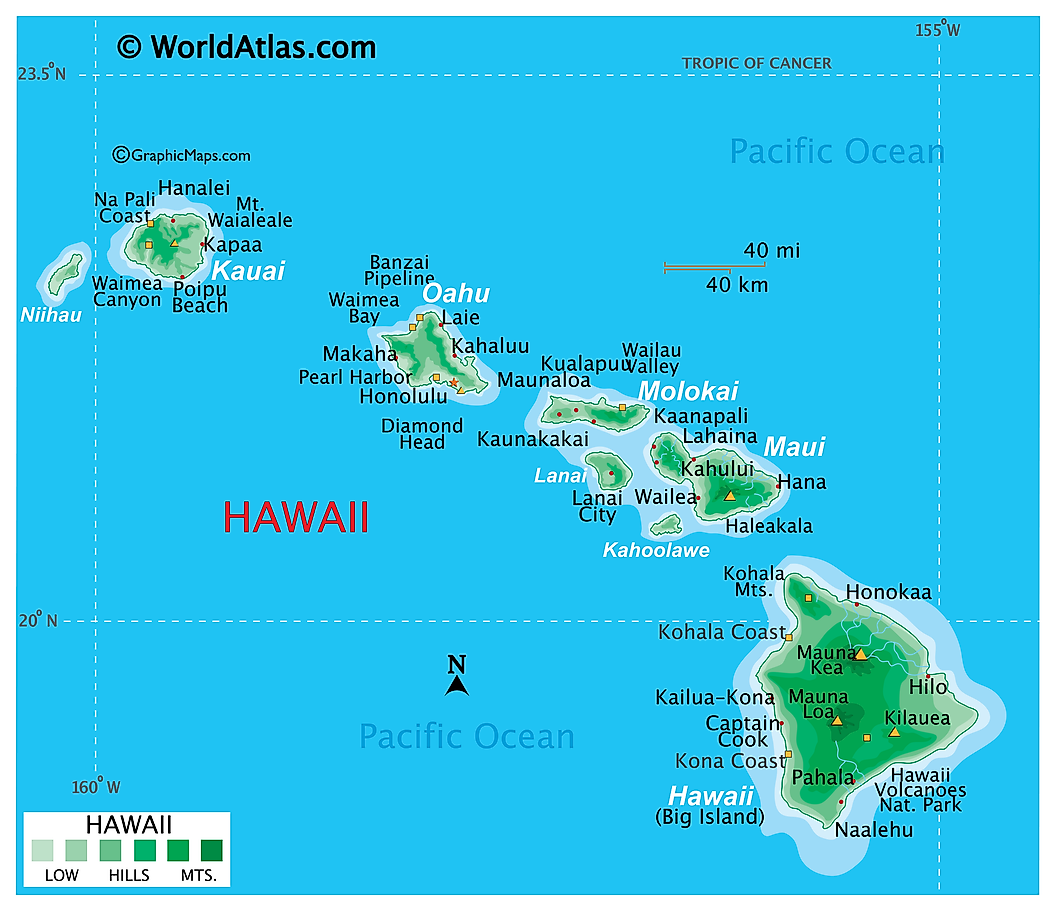 © WorldAtlas.com
155°W
23.5°N
TROPIC OF CANCER
Pacific Ocean
©GraphicMaps.com
Hanalei
Na Pali
Coast
Mt.
Waialeale
Kapaa
Kauai
Waimea
Canyon
Poipu
Beach
Niihau
40 mi
40 km
Banzai
Pipeline
Oahu
Waimea
Bay
Laie
Kahaluu
Makaha
Pearl Harbor
Honolulu
Diamond
Head
Wailau
Valley
Kualapuu
Maunaloa
Molokai
Kaunakakai
Kaanapali
Lahaina
Maui
Kahului
Hana
Lanai
Lanai
City
Wailea
Haleakala
Kahoolawe
HAWAII
Kohala
Mts.
Honokaa
20°N
Kohala Coast
Mauna
Kea
N
Hilo
Kailua-Kona
Mauna
Loa
Kilauea
Captain
Cook
Pacific Ocean
Kona Coast
Pahala
Hawaii
Volcanoes
Nat. Park
160°W
Hawaii
(Big Island)
Naalehu
HAWAII
LOW HILLS MTS.